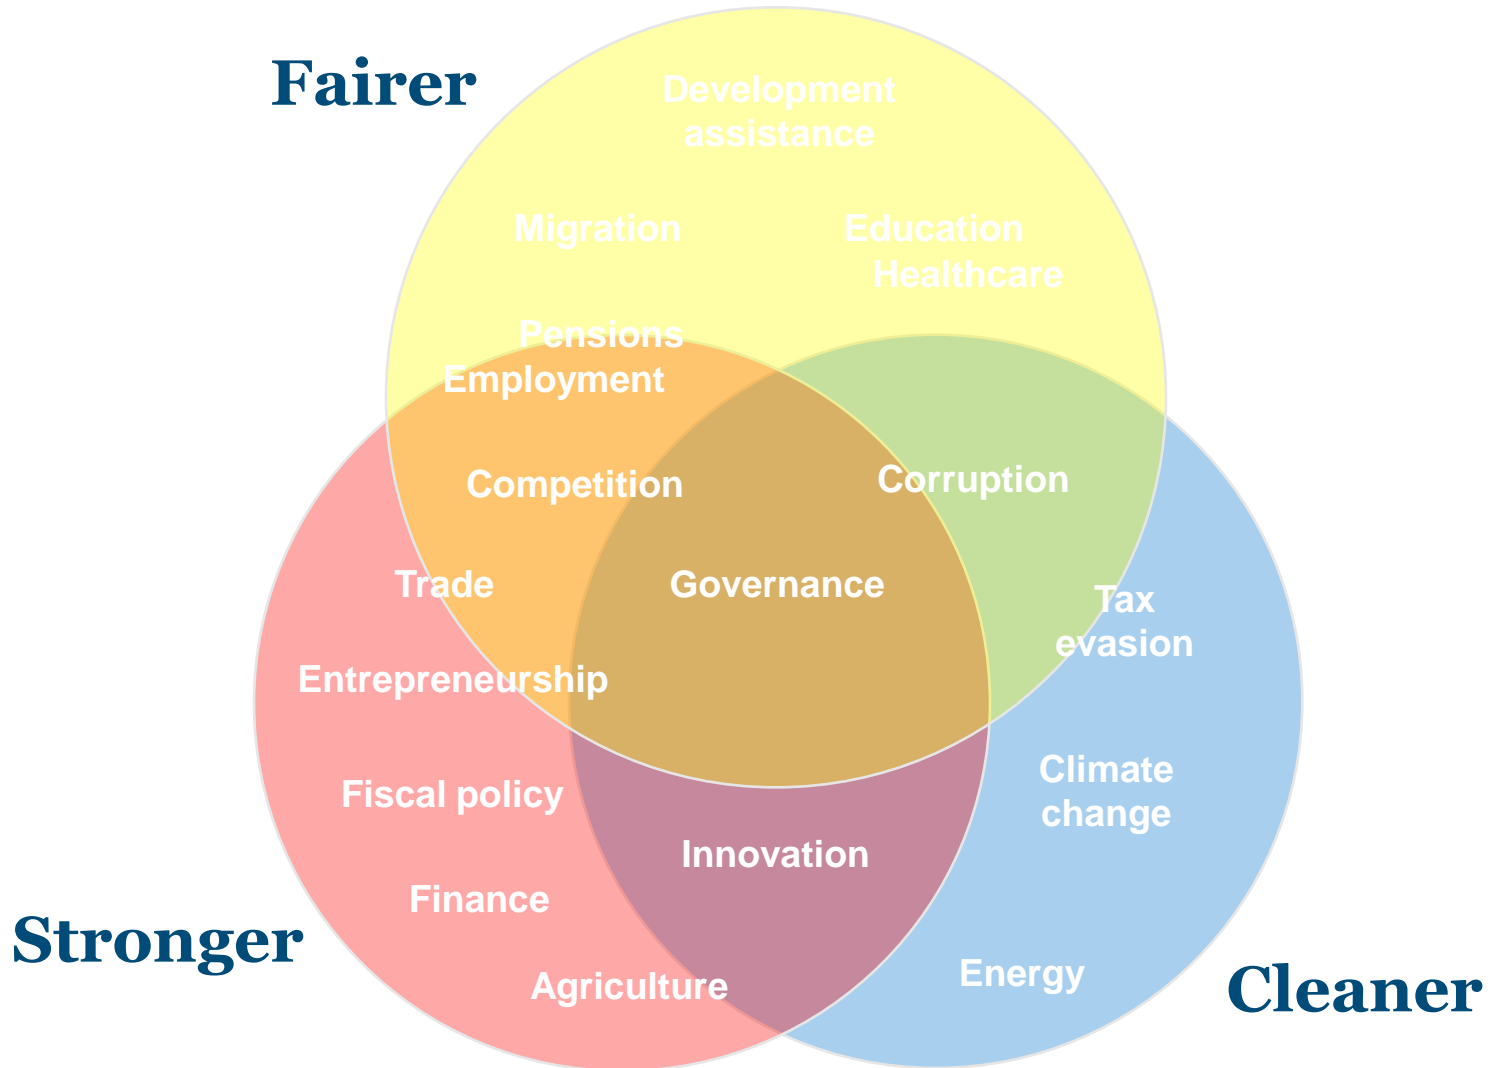 Fairer
Development
assistance
Migration
Education
Healthcare
Pensions
Employment
Competition
Corruption
Trade
Governance
Tax
evasion
Entrepreneurship
Climate
change
Fiscal policy
Innovation
Finance
Stronger
Agriculture
Energy
Cleaner